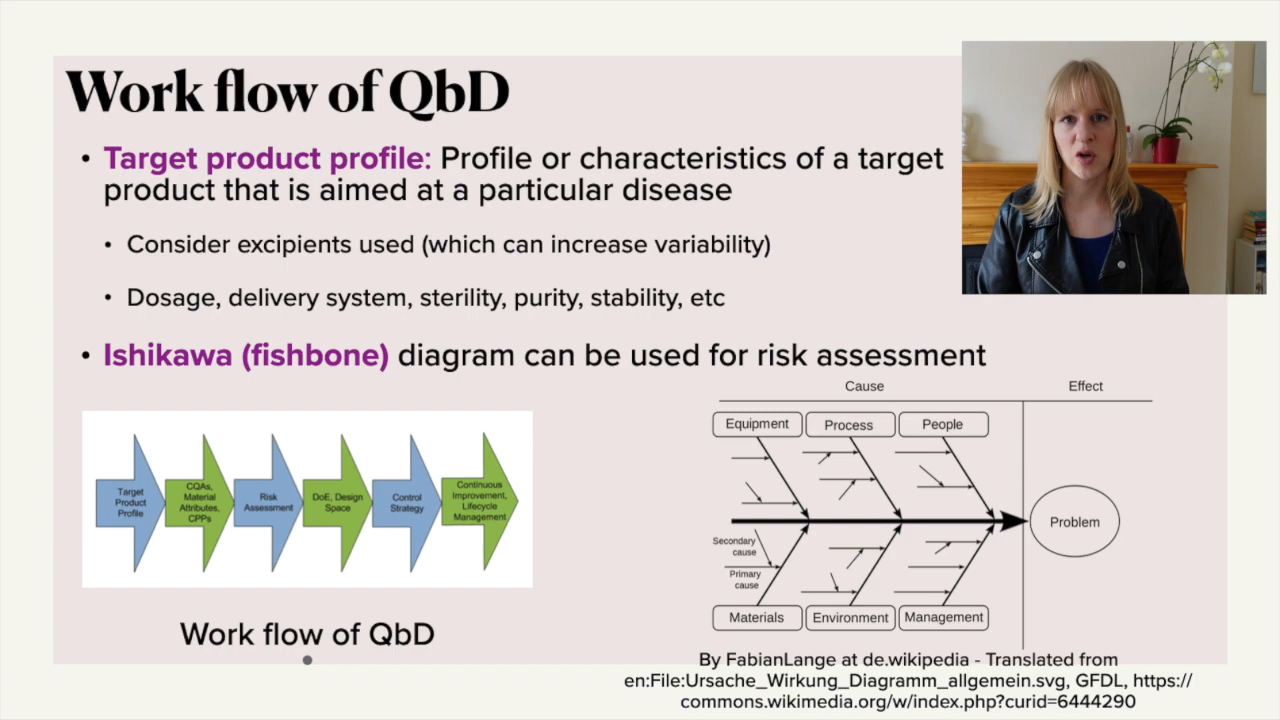 Work flow of QbD
• Target product profile: Profile or characteristics of a target
product that is aimed at a particular disease
• Consider excipients used (which can increase variability)
• Dosage, delivery system, sterility, purity, stability, etc
• Ishikawa (fishbone) diagram can be used for risk assessment
Target
Product
Profile
CQAs,
Material
Attributes,
CPPs
Risk
Assessment
DoE, Design
Space
Control
Strategy
Continuous
Improvement,
Lifecycle
Management
Work flow of QbD
Cause
Effect
Equipment
Process
People
Problem
Secondary
cause
Primary
cause
Materials
Environment
Management
By FabianLange at de.wikipedia - Translated from
en:File:Ursache_Wirkung_Diagramm_allgemein.svg, GFDL, https://
commons.wikimedia.org/w/index.php?curid=6444290